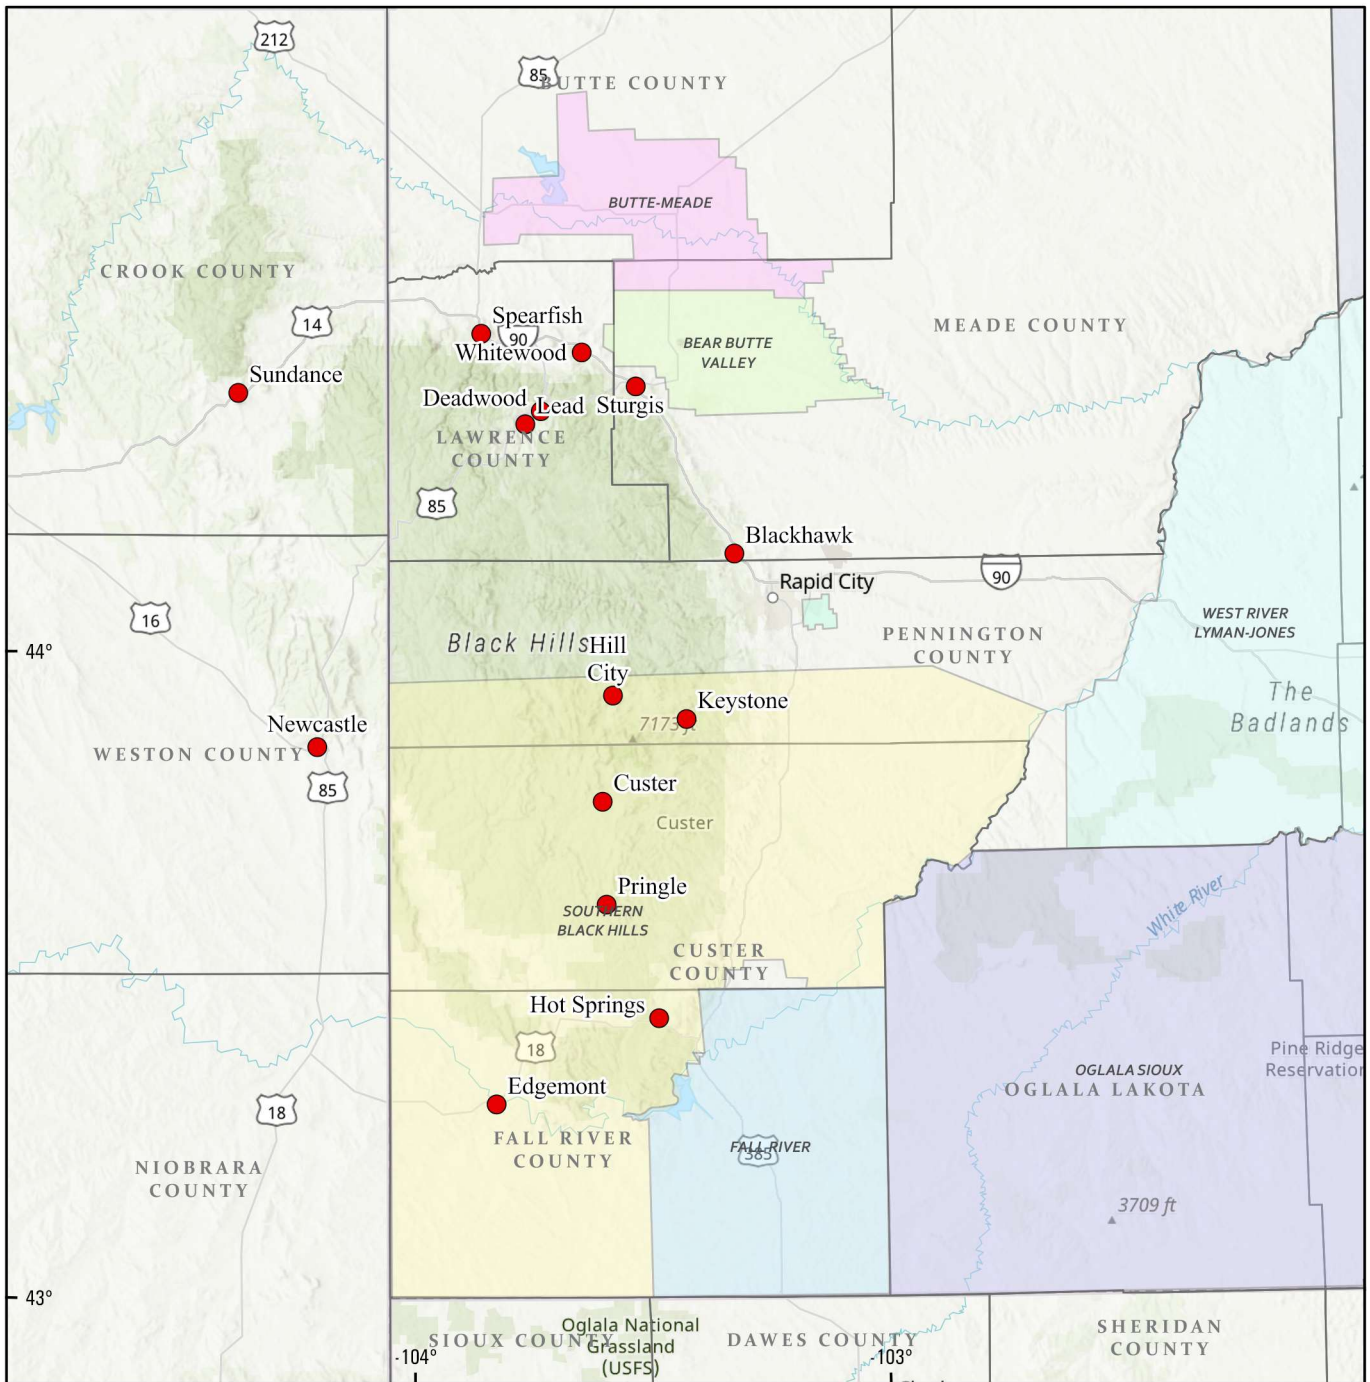 212
85
BUTTE COUNTY
BUTTE-MEADE
CROOK COUNTY
14
Spearfish
90
Whitewood
BEAR BUTTE
VALLEY
MEADE COUNTY
Sundance
Deadwood
Lead
Sturgis
LAWRENCE
COUNTY
85
Blackhawk
Rapid City
90
16
WEST RIVER
LYMAN-JONES
PENNINGTON
COUNTY
Black Hills
Hill
City
44°
Keystone
The
Badlands
7173 ft
Newcastle
WESTON COUNTY
85
Custer
Custer
Pringle
SOUTHERN
BLACK HILLS
White River
CUSTER
COUNTY
Hot Springs
18
Pine Ridge
Reservation
OGLALA SIOUX
OGLALA LAKOTA
Edgemont
18
FALL RIVER
COUNTY
FALL RIVER
385
NIOBRARA
COUNTY
3709 ft
43°
SIOUX COUNTY
Oglala National
Grassland
(USFS)
DAWES COUNTY
SHERIDAN
COUNTY
-104°
-103°